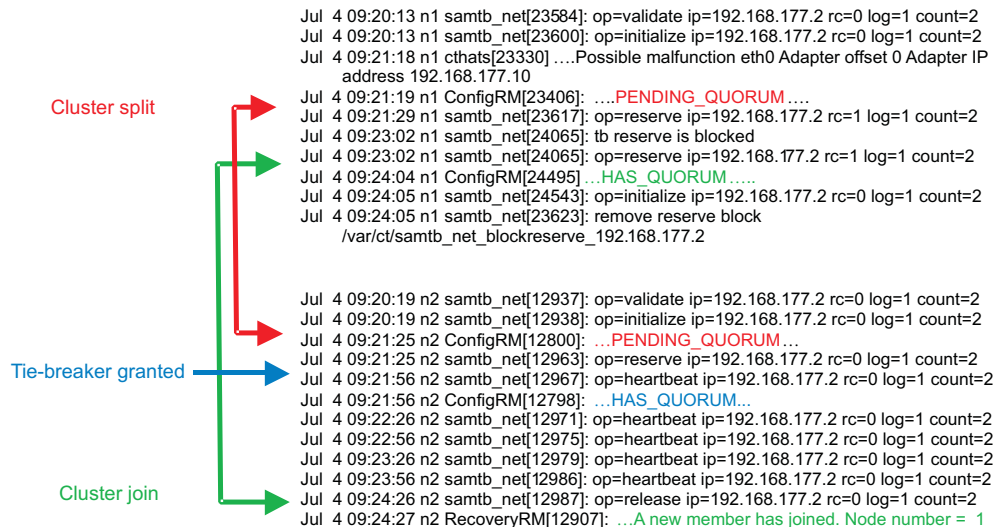 Jul 4 09:20:13 n1 samtb_net[23584]: op=validate ip=192.168.177.2 rc=0 log=1 count=2
Jul 4 09:20:13 n1 samtb_net[23600]: op=initialize ip=192.168.177.2 rc=0 log=1 count=2
Jul 4 09:21:18 n1 cthats[23330] ....Possible malfunction eth0 Adapter offset 0 Adapter IP
address 192.168.177.10
Cluster split
Jul 4 09:21:19 n1 ConfigRM[23406]: ....PENDING_QUORUM....
Jul 4 09:21:29 n1 samtb_net[23617]: op=reserve ip=192.168.177.2 rc=1 log=1 count=2
Jul 4 09:23:02 n1 samtb_net[24065]: tb reserve is blocked
Jul 4 09:23:02 n1 samtb_net[24065]: op=reserve ip=192.168.177.2 rc=1 log=1 count=2
Jul 4 09:24:04 n1 ConfigRM[24495] ...HAS_QUORUM.....
Jul 4 09:24:05 n1 samtb_net[24543]: op=initialize ip=192.168.177.2 rc=0 log=1 count=2
Jul 4 09:24:05 n1 samtb_net[23623]: remove reserve block
/var/ct/samtb_net_blockreserve_192.168.177.2
Jul 4 09:20:19 n2 samtb_net[12937]: op=validate ip=192.168.177.2 rc=0 log=1 count=2
Jul 4 09:20:19 n2 samtb_net[12938]: op=initialize ip=192.168.177.2 rc=0 log=1 count=2
Jul 4 09:21:25 n2 ConfigRM[12800]: ...PENDING_QUORUM...
Jul 4 09:21:25 n2 samtb_net[12963]: op=reserve ip=192.168.177.2 rc=0 log=1 count=2
Tie-breaker granted
Jul 4 09:21:56 n2 samtb_net[12967]: op=heartbeat ip=192.168.177.2 rc=0 log=1 count=2
Jul 4 09:21:56 n2 ConfigRM[12798]: ...HAS_QUORUM...
Jul 4 09:22:26 n2 samtb_net[12971]: op=heartbeat ip=192.168.177.2 rc=0 log=1 count=2
Jul 4 09:22:56 n2 samtb_net[12975]: op=heartbeat ip=192.168.177.2 rc=0 log=1 count=2
Jul 4 09:23:26 n2 samtb_net[12979]: op=heartbeat ip=192.168.177.2 rc=0 log=1 count=2
Jul 4 09:23:56 n2 samtb_net[12986]: op=heartbeat ip=192.168.177.2 rc=0 log=1 count=2
Cluster join
Jul 4 09:24:26 n2 samtb_net[12987]: op=release ip=192.168.177.2 rc=0 log=1 count=2
Jul 4 09:24:27 n2 RecoveryRM[12907]: ...A new member has joined. Node number = 1